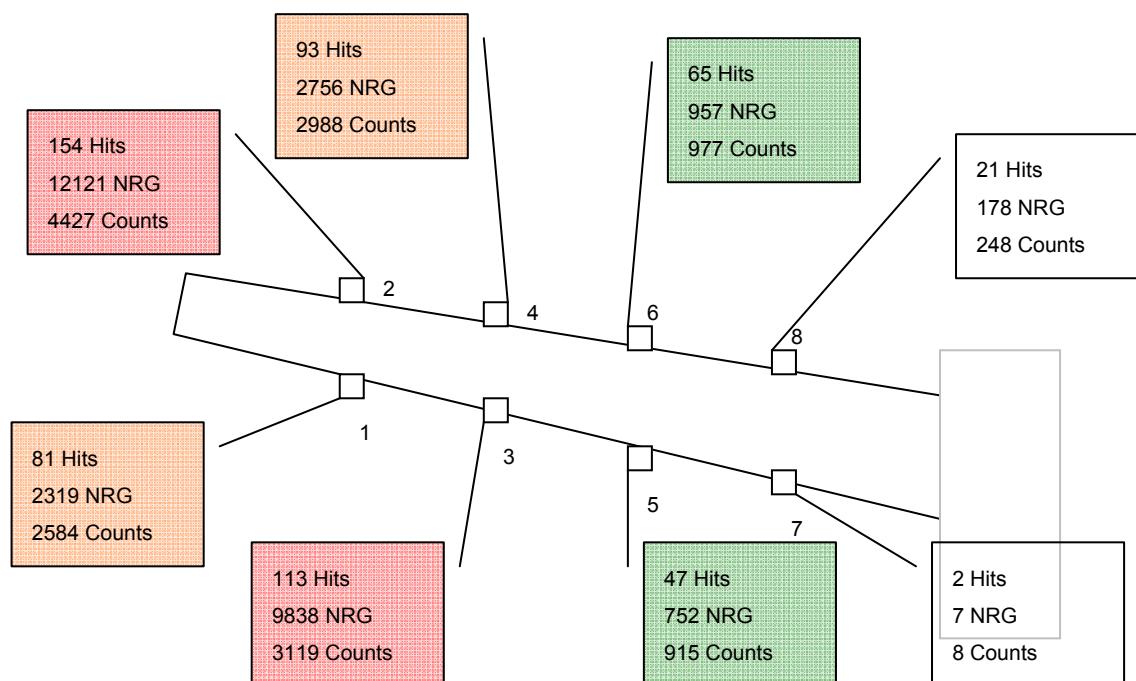 93 Hits
2756 NRG
2988 Counts
65 Hits
957 NRG
977 Counts
154 Hits
12121 NRG
4427 Counts
21 Hits
178 NRG
248 Counts
2
4
6
8
1
3
5
7
81 Hits
2319 NRG
2584 Counts
113 Hits
9838 NRG
3119 Counts
47 Hits
752 NRG
915 Counts
2 Hits
7 NRG
8 Counts